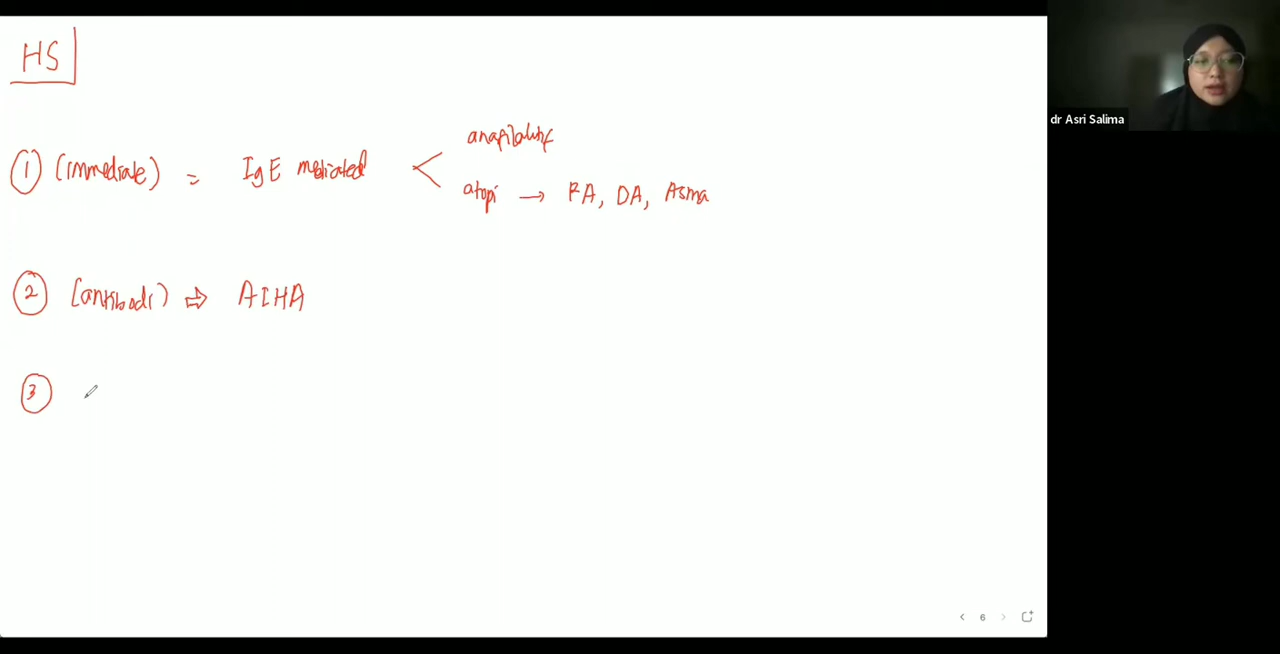 HS
dr Asri Salima
anafilaktif
① (immediate) = IgE mediated <
atopi → RA, DA, Asma
② (antibodi) ⇨ AIHA
③
6